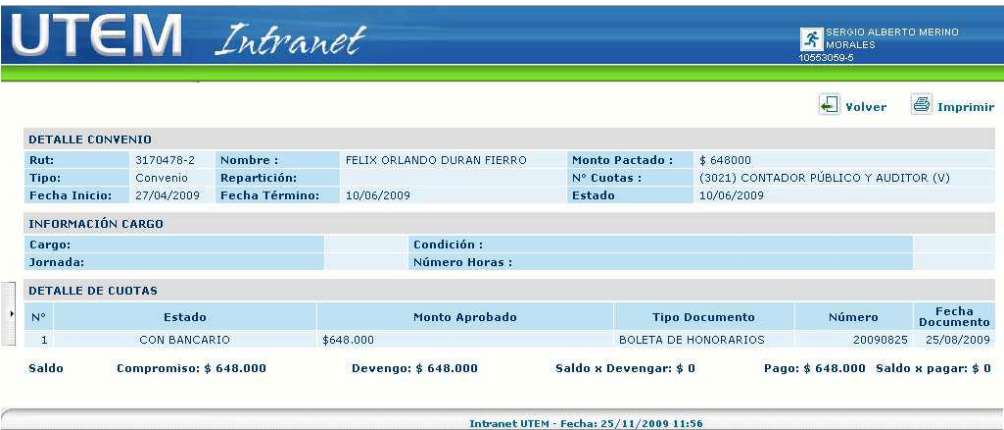 UTEM Intranet
SERGIO ALBERTO MERINO
MORALES
10553059-5
Volver Imprimir
DETALLE CONVENIO
Rut: 3170478-2 Nombre : FELIX ORLANDO DURAN FIERRO Monto Pactado : $ 648000
Tipo: Convenio Repartición: N° Cuotas : (3021) CONTADOR PÚBLICO Y AUDITOR (V)
Fecha Inicio: 27/04/2009 Fecha Término: 10/06/2009 Estado 10/06/2009
INFORMACIÓN CARGO
Cargo: Condición :
Jornada: Número Horas :
DETALLE DE CUOTAS
N° Estado Monto Aprobado Tipo Documento Número Fecha Documento
1 CON BANCARIO $648.000 BOLETA DE HONORARIOS 20090825 25/08/2009
Saldo Compromiso: $ 648.000 Devengo: $ 648.000 Saldo x Devengar: $ 0 Pago: $ 648.000 Saldo x pagar: $ 0
Intranet UTEM - Fecha: 25/11/2009 11:56